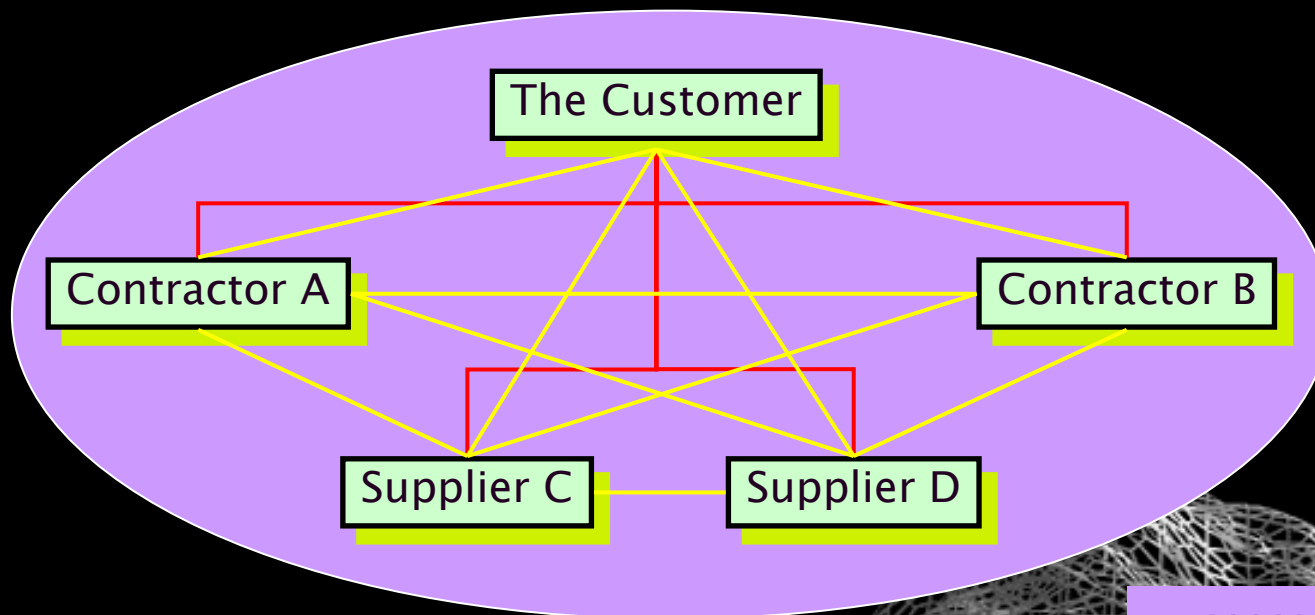 The Customer
Contractor A
Contractor B
Supplier C
Supplier D